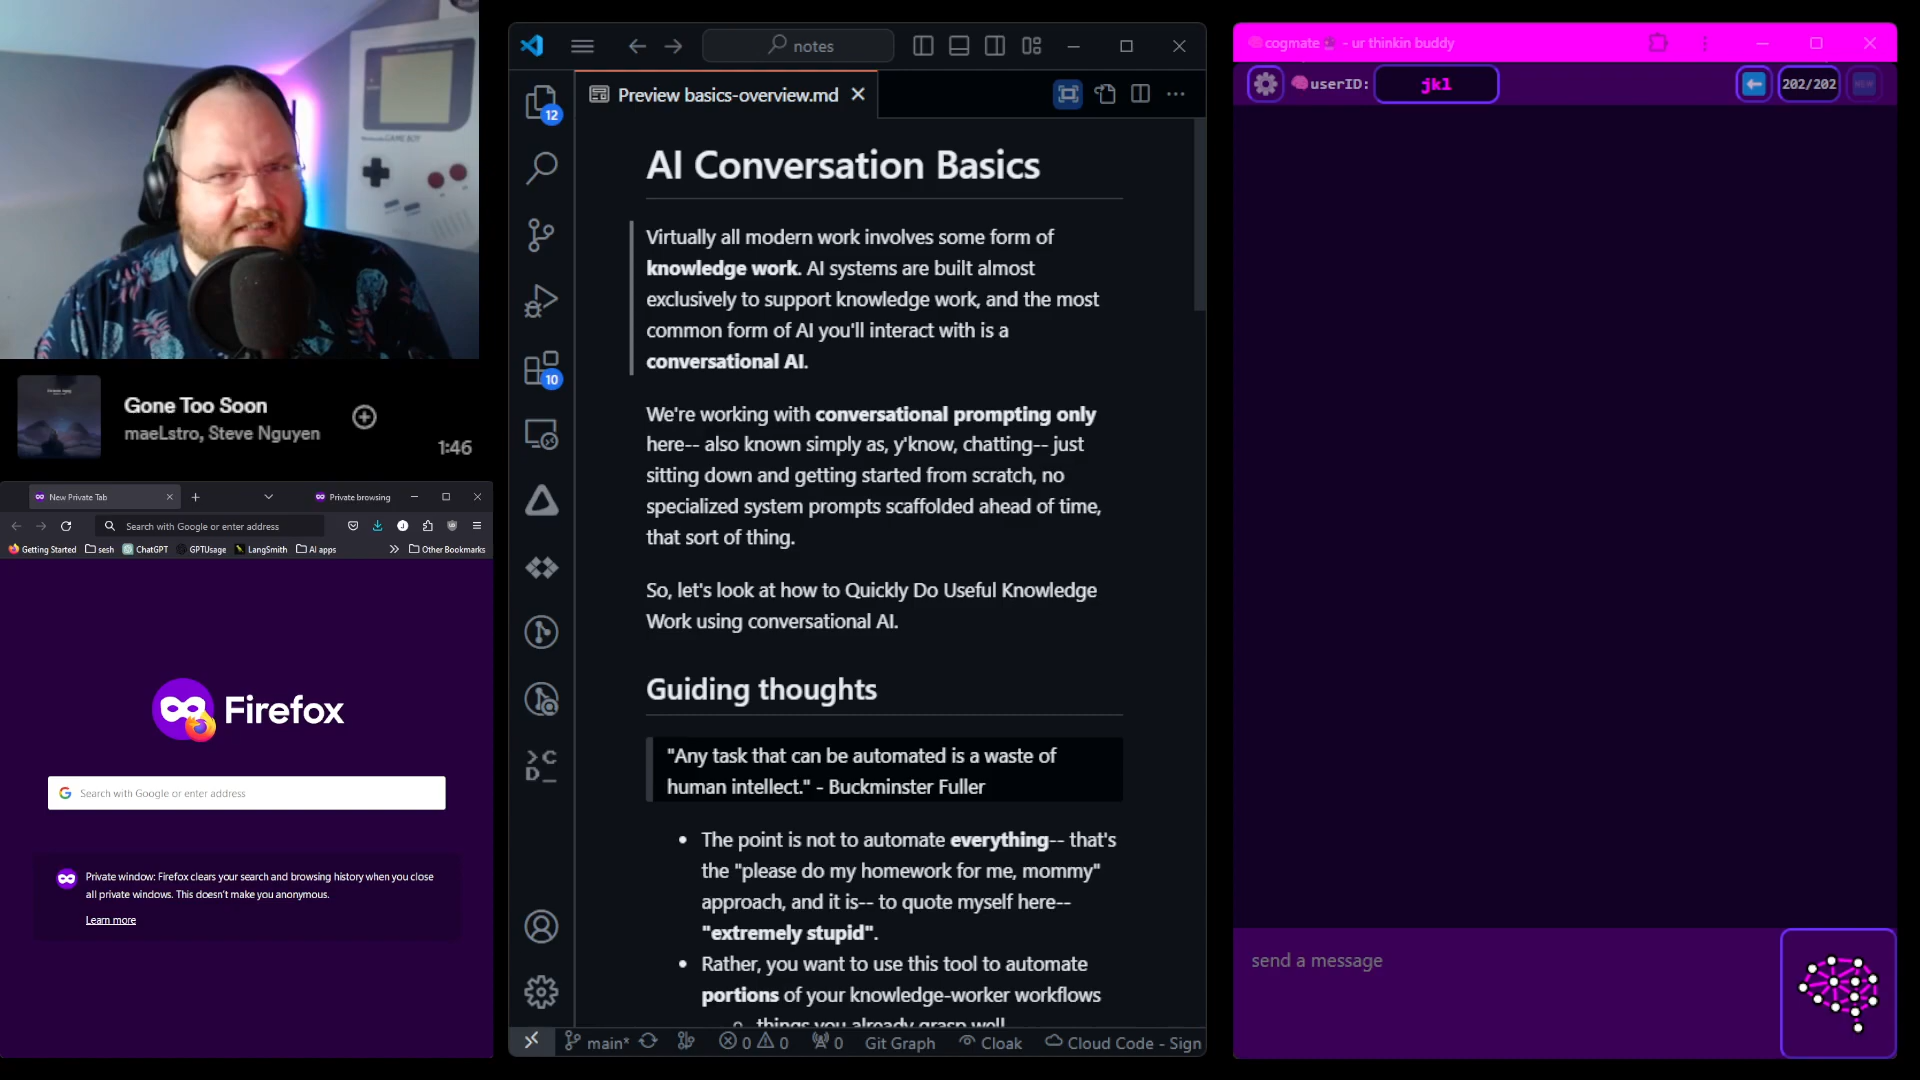 Nintendo GAME BOY
Gone Too Soon
maeLstro, Steve Nguyen
1:46
New Private Tab
Private browsing
Search with Google or enter address
Getting Started
sesh
ChatGPT
GPTUsage
LangSmith
AI apps
Other Bookmarks
Firefox
Search with Google or enter address
Private window: Firefox clears your search and browsing history when you close
all private windows. This doesn't make you anonymous.
Learn more
notes
12
10
Preview basics-overview.md
AI Conversation Basics
Virtually all modern work involves some form of
knowledge work. AI systems are built almost
exclusively to support knowledge work, and the most
common form of AI you'll interact with is a
conversational AI.
We're working with conversational prompting only
here-- also known simply as, y'know, chatting-- just
sitting down and getting started from scratch, no
specialized system prompts scaffolded ahead of time,
that sort of thing.
So, let's look at how to Quickly Do Useful Knowledge
Work using conversational AI.
Guiding thoughts
"Any task that can be automated is a waste of
human intellect." - Buckminster Fuller
• The point is not to automate everything-- that's
the "please do my homework for me, mommy"
approach, and it is-- to quote myself here--
"extremely stupid".
• Rather, you want to use this tool to automate
portions of your knowledge-worker workflows
things you already grasp well
main*
0
0
0
Git Graph
Cloak
Cloud Code - Sign
cogmate - ur thinkin buddy
userID:
jkl
202/202
NEW
send a message